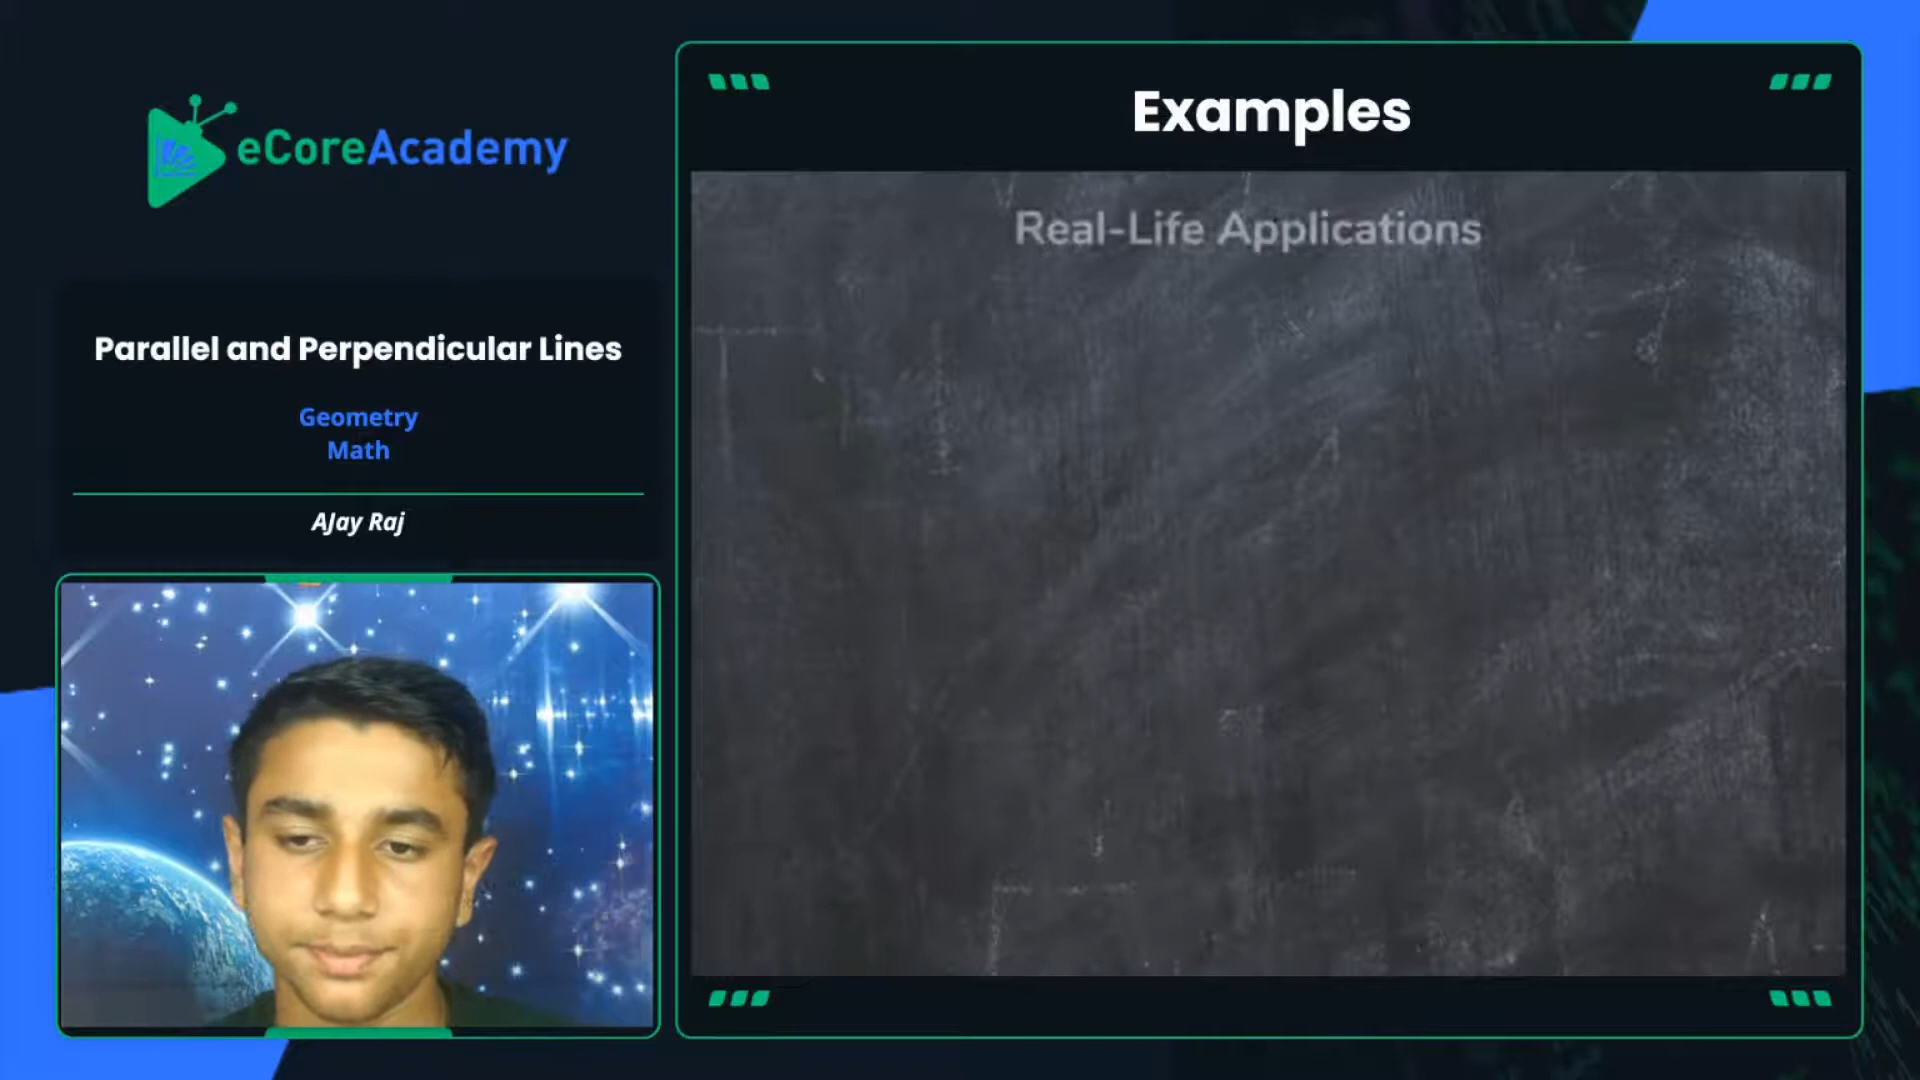 eCoreAcademy
Parallel and Perpendicular Lines
Geometry
Math
AJay Raj
Examples
Real-Life Applications